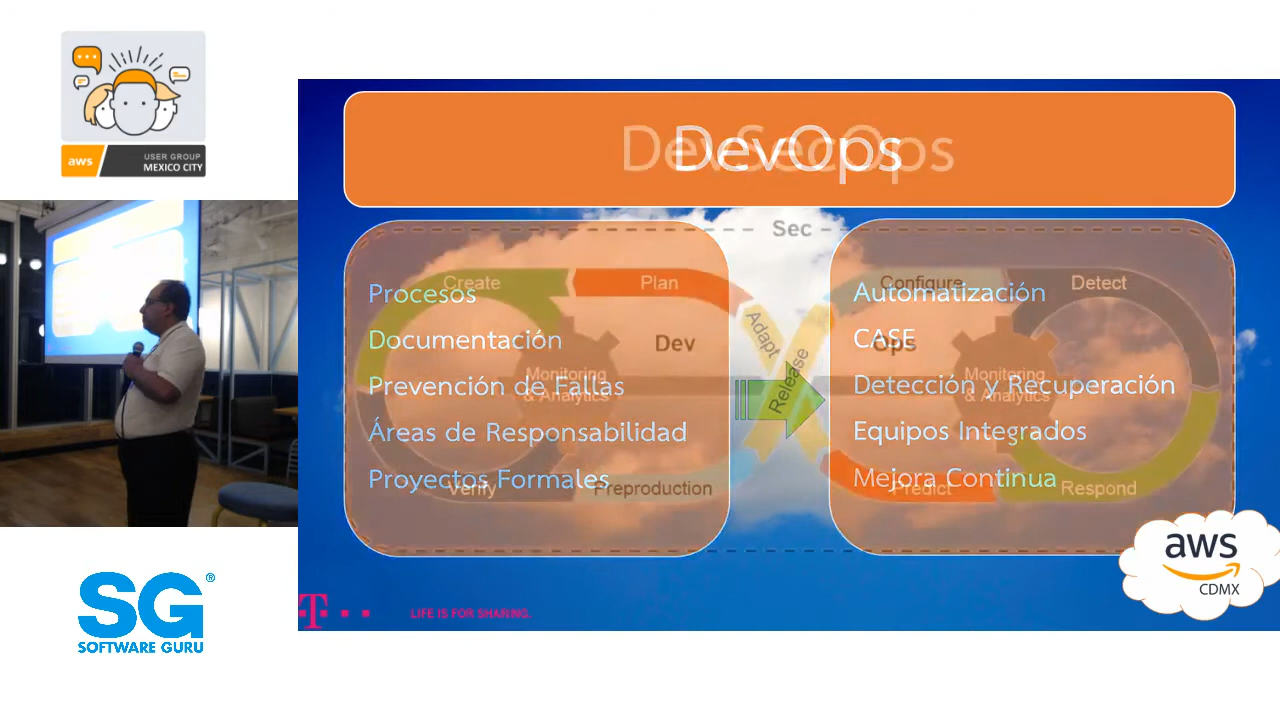 aws
USER GROUP
MEXICO CITY
DevOps
DevSecOps
Sec
Create
Plan
Configure
Detect
Procesos
Automatización
Adapt
Documentación
Dev
CASE
Ops
Release
Monitoring
& Analytics
Monitoring
& Analytics
Prevención de Fallas
Detección y Recuperación
Áreas de Responsabilidad
Equipos Integrados
Proyectos Formales
Mejora Continua
Verify
Preproduction
Predict
Respond
aws
CDMX
T
LIFE IS FOR SHARING.
SG®
SOFTWARE GURU